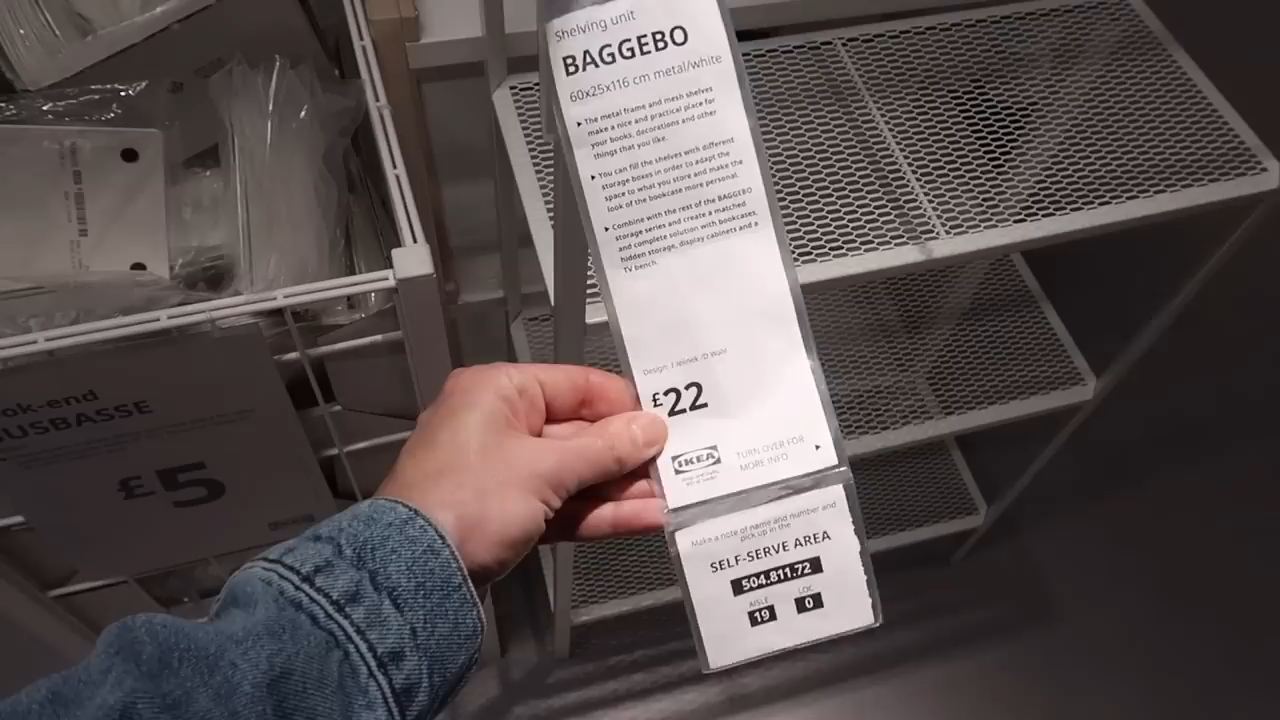 Shelving unit
BAGGEBO
60x25x116 cm metal/white
The metal frame and mesh shelves
make a nice and practical place for
your books, decorations and other
things that you like.
You can fill the shelves with different
storage boxes in order to adapt the
space to what you store and make the
look of the bookcase more personal.
Combine with the rest of the BAGGEBO
storage series and create a matched
and complete solution with bookcases,
hidden storage, display cabinets and a
TV bench.
Design:
£22
IKEA
TURN OVER FOR
MORE INFO
Make a note of name and number and
pick up in the
SELF-SERVE AREA
504.811.72
AISLE LOC
19 0
ok-end
USBASSE
£5